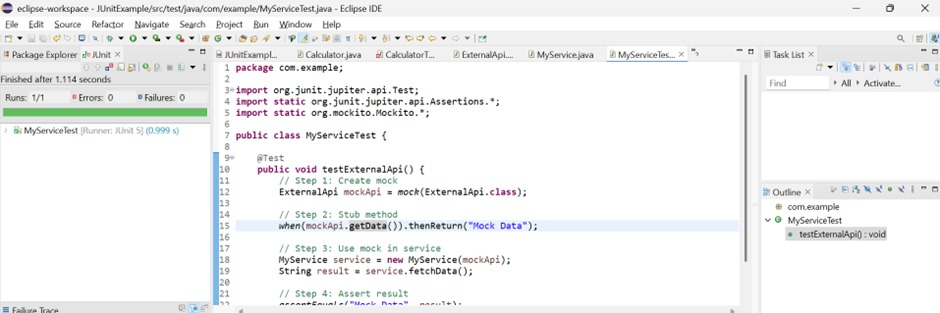 eclipse-workspace - JUnitExample/src/test/java/com/example/MyServiceTest.java - Eclipse IDE
File Edit Source Refactor Navigate Search Project Run Window Help
Package Explorer JUnit
Finished after 1.114 seconds
Runs: 1/1 Errors: 0 Failures: 0
MyServiceTest [Runner: JUnit 5] (0.999 s)
Failure Trace
JUnitExampl... Calculator.java CalculatorT... ExternalApi.... MyService.java MyServiceTes...
1 package com.example;
2
3 import org.junit.jupiter.api.Test;
4 import static org.junit.jupiter.api.Assertions.*;
5 import static org.mockito.Mockito.*;
6
7 public class MyServiceTest {
8
9 @Test
10 public void testExternalApi() {
11 // Step 1: Create mock
12 ExternalApi mockApi = mock(ExternalApi.class);
13
14 // Step 2: Stub method
15 when(mockApi.getData()).thenReturn("Mock Data");
16
17 // Step 3: Use mock in service
18 MyService service = new MyService(mockApi);
19 String result = service.fetchData();
20
21 // Step 4: Assert result
22 assertEquals("Mock Data", result);
Task List
Find All Activate...
Outline
com.example
MyServiceTest
testExternalApi() : void